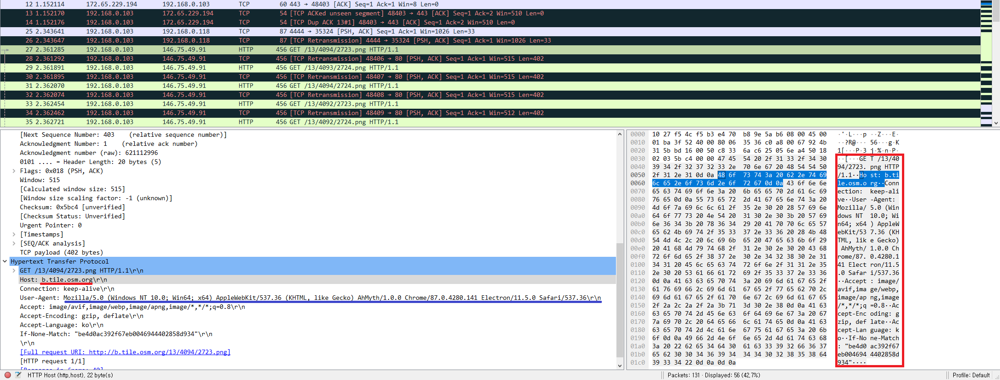 12 1.152114 172.65.229.194 192.168.0.103 TCP 60 443 → 48403 [ACK] Seq=1 Ack=1 Win=8 Len=0
13 1.152170 192.168.0.103 172.65.229.194 TCP 54 [TCP ACKed unseen segment] 48403 → 443 [ACK] Seq=1 Ack=2 Win=510 Len=0
14 1.152176 192.168.0.103 172.65.229.194 TCP 54 [TCP Dup ACK 13#1] 48403 → 443 [ACK] Seq=1 Ack=2 Win=510 Len=0
25 2.343641 192.168.0.103 192.168.0.118 TCP 87 4444 → 35324 [PSH, ACK] Seq=1 Ack=1 Win=1026 Len=33
26 2.343647 192.168.0.103 192.168.0.118 TCP 87 [TCP Retransmission] 4444 → 35324 [PSH, ACK] Seq=1 Ack=1 Win=1026 Len=33
27 2.361285 192.168.0.103 146.75.49.91 HTTP 456 GET /13/4094/2723.png HTTP/1.1
28 2.361292 192.168.0.103 146.75.49.91 TCP 456 [TCP Retransmission] 48406 → 80 [PSH, ACK] Seq=1 Ack=1 Win=515 Len=402
29 2.361891 192.168.0.103 146.75.49.91 HTTP 456 GET /13/4093/2724.png HTTP/1.1
30 2.361895 192.168.0.103 146.75.49.91 TCP 456 [TCP Retransmission] 48407 → 80 [PSH, ACK] Seq=1 Ack=1 Win=515 Len=402
31 2.362070 192.168.0.103 146.75.49.91 HTTP 456 GET /13/4094/2724.png HTTP/1.1
32 2.362074 192.168.0.103 146.75.49.91 TCP 456 [TCP Retransmission] 48408 → 80 [PSH, ACK] Seq=1 Ack=1 Win=515 Len=402
33 2.362454 192.168.0.103 146.75.49.91 HTTP 456 GET /13/4092/2723.png HTTP/1.1
34 2.362462 192.168.0.103 146.75.49.91 TCP 456 [TCP Retransmission] 48409 → 80 [PSH, ACK] Seq=1 Ack=1 Win=512 Len=402
35 2.362721 192.168.0.103 146.75.49.91 HTTP 456 GET /13/4092/2724.png HTTP/1.1
[Next Sequence Number: 403 (relative sequence number)]
Acknowledgment Number: 1 (relative ack number)
Acknowledgment number (raw): 621112996
0101 .... = Header Length: 20 bytes (5)
Flags: 0x018 (PSH, ACK)
Window: 515
[Calculated window size: 515]
[Window size scaling factor: -1 (unknown)]
Checksum: 0x5bc4 [unverified]
[Checksum Status: Unverified]
Urgent Pointer: 0
[Timestamps]
[SEQ/ACK analysis]
TCP payload (402 bytes)
Hypertext Transfer Protocol
GET /13/4094/2723.png HTTP/1.1\r\n
Host: b.tile.osm.org\r\n
Connection: keep-alive\r\n
User-Agent: Mozilla/5.0 (Windows NT 10.0; Win64; x64) AppleWebKit/537.36 (KHTML, like Gecko) AhMyth/1.0.0 Chrome/87.0.4280.141 Electron/11.5.0 Safari/537.36\r\n
Accept: image/avif,image/webp,image/apng,image/*,*/*;q=0.8\r\n
Accept-Encoding: gzip, deflate\r\n
Accept-Language: ko\r\n
If-None-Match: "be4d0ac392f67eb0046944402858d934"\r\n
\r\n
[Full request URI: http://b.tile.osm.org/13/4094/2723.png]
[HTTP request 1/1]
[Response in frame: 40]
0000 10 27 f5 4c f5 b3 e4 70 b8 9e 5a b6 08 00 45 00 ·'·L···p ··Z···E·
0010 01 ba 3f 52 40 00 80 06 35 36 c0 a8 00 67 92 4b ··?R@··· 56···g·K
0020 31 5b bd 16 00 50 c8 33 6a c6 25 05 6e a4 50 18 1[···P·3 j·%·n·P·
0030 02 03 5b c4 00 00 47 45 54 20 2f 31 33 2f 34 30 ··[···GE T /13/40
0040 39 34 2f 32 37 32 33 2e 70 6e 67 20 48 54 54 50 94/2723. png HTTP
0050 2f 31 2e 31 0d 0a 48 6f 73 74 3a 20 62 2e 74 69 /1.1··Ho st: b.ti
0060 6c 65 2e 6f 73 6d 2e 6f 72 67 0d 0a 43 6f 6e 6e le.osm.o rg··Conn
0070 65 63 74 69 6f 6e 3a 20 6b 65 65 70 2d 61 6c 69 ection: keep-ali
0080 76 65 0d 0a 55 73 65 72 2d 41 67 65 6e 74 3a 20 ve··User -Agent:
0090 4d 6f 7a 69 6c 6c 61 2f 35 2e 30 20 28 57 69 6e Mozilla/ 5.0 (Win
00a0 64 6f 77 73 20 4e 54 20 31 30 2e 30 3b 20 57 69 dows NT 10.0; Wi
00b0 6e 36 34 3b 20 78 36 34 29 20 41 70 70 6c 65 57 n64; x64 ) AppleW
00c0 65 62 4b 69 74 2f 35 33 37 2e 33 36 20 28 4b 48 ebKit/53 7.36 (KH
00d0 54 4d 4c 2c 20 6c 69 6b 65 20 47 65 63 6b 6f 29 TML, lik e Gecko)
00e0 20 41 68 4d 79 74 68 2f 31 2e 30 2e 30 20 43 68 AhMyth/ 1.0.0 Ch
00f0 72 6f 6d 65 2f 38 37 2e 30 2e 34 32 38 30 2e 31 rome/87. 0.4280.1
0100 34 31 20 45 6c 65 63 74 72 6f 6e 2f 31 31 2e 35 41 Elect ron/11.5
0110 2e 30 20 53 61 66 61 72 69 2f 35 33 37 2e 33 36 .0 Safar i/537.36
0120 0d 0a 41 63 63 65 70 74 3a 20 69 6d 61 67 65 2f ··Accept : image/
0130 61 76 69 66 2c 69 6d 61 67 65 2f 77 65 62 70 2c avif,ima ge/webp,
0140 69 6d 61 67 65 2f 61 70 6e 67 2c 69 6d 61 67 65 image/ap ng,image
0150 2f 2a 2c 2a 2f 2a 3b 71 3d 30 2e 38 0d 0a 41 63 /*,*/*;q =0.8··Ac
0160 63 65 70 74 2d 45 6e 63 6f 64 69 6e 67 3a 20 67 cept-Enc oding: g
0170 7a 69 70 2c 20 64 65 66 6c 61 74 65 0d 0a 41 63 zip, def late··Ac
0180 63 65 70 74 2d 4c 61 6e 67 75 61 67 65 3a 20 6b cept-Lan guage: k
0190 6f 0d 0a 49 66 2d 4e 6f 6e 65 2d 4d 61 74 63 68 o··If-No ne-Match
01a0 3a 20 22 62 65 34 64 30 61 63 33 39 32 66 36 37 : "be4d0 ac392f67
01b0 65 62 30 30 34 36 39 34 34 34 30 32 38 35 38 64 eb004694 4402858d
01c0 39 33 34 22 0d 0a 0d 0a 934"····
HTTP Host (http.host), 22 byte(s)
Packets: 131 · Displayed: 56 (42.7%)
Profile: Default